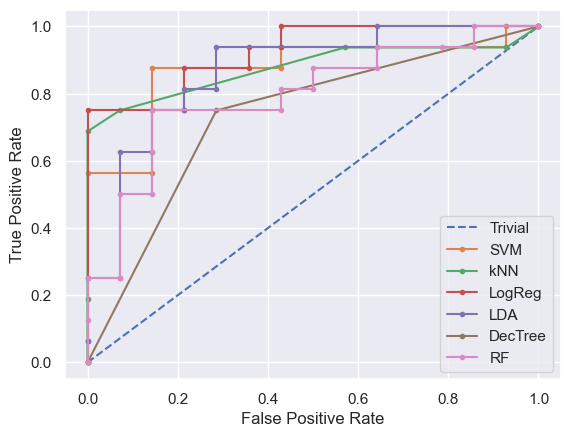 1.0
0.8
0.6
0.4
0.2
0.0
True Positive Rate
Trivial
SVM
kNN
LogReg
LDA
DecTree
RF
0.0 0.2 0.4 0.6 0.8 1.0
False Positive Rate